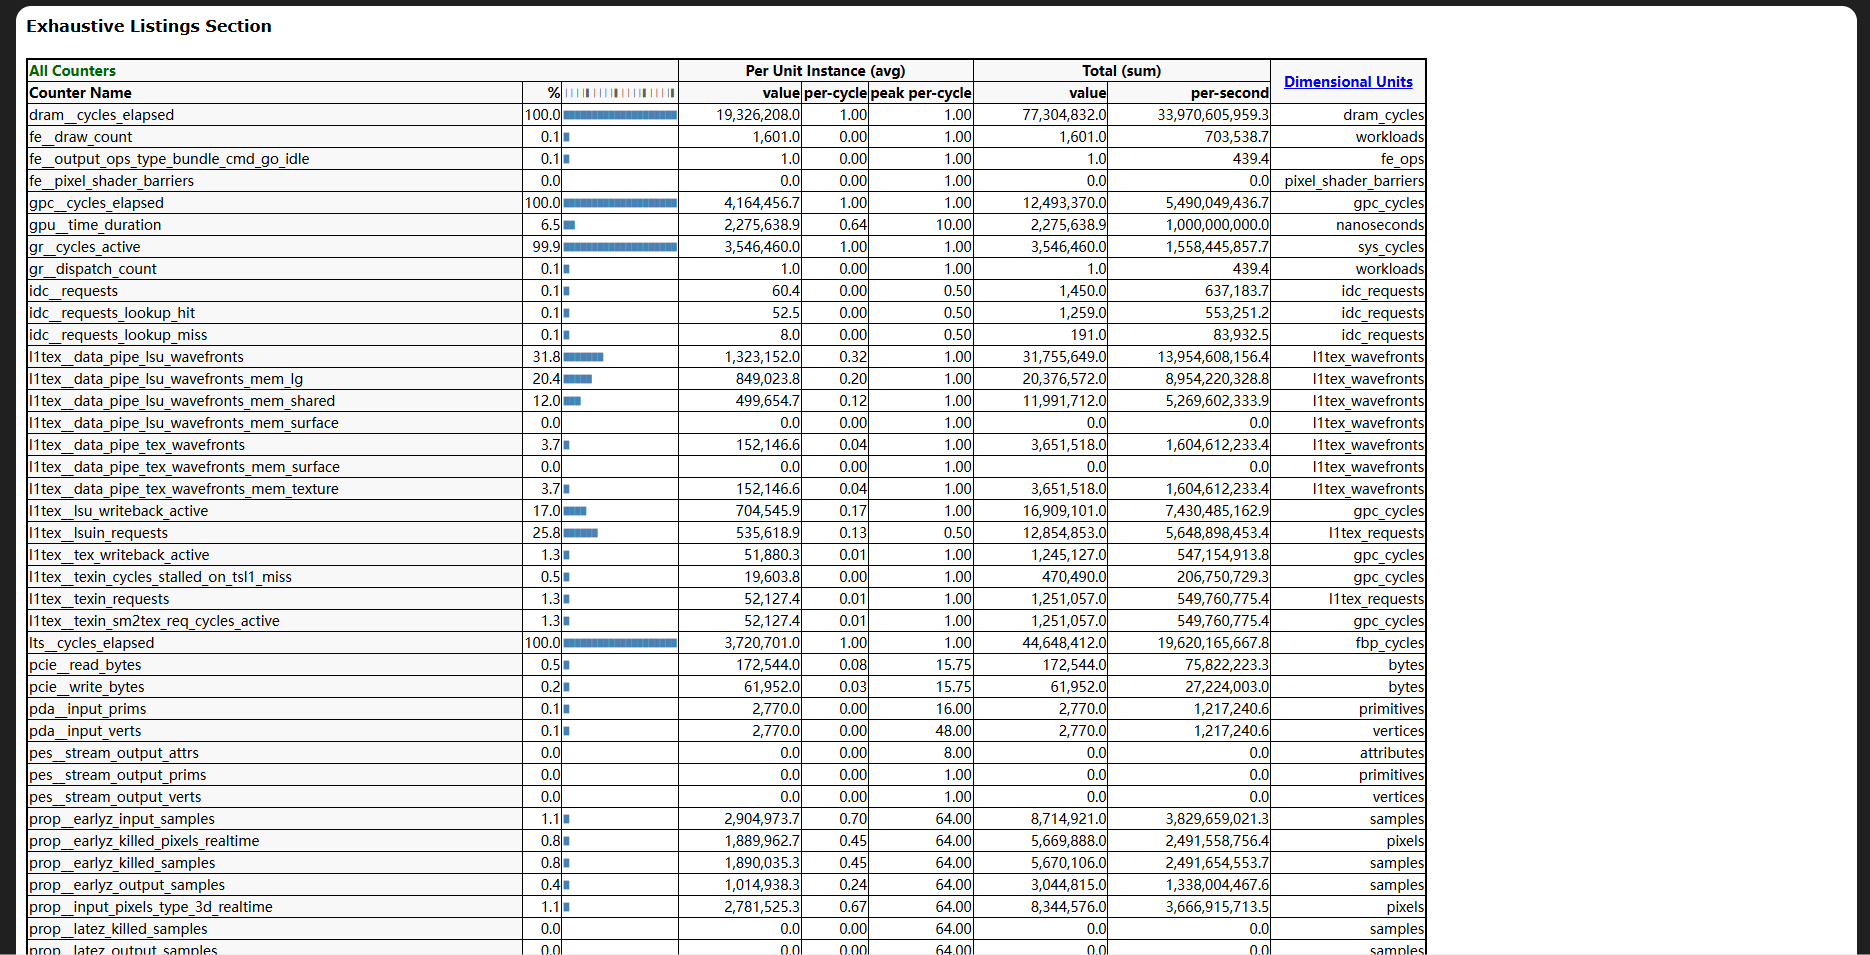 Exhaustive Listings Section
All Counters Per Unit Instance (avg) Total (sum) Dimensional Units
Counter Name % value per-cycle peak per-cycle value per-second
dram__cycles_elapsed 100.0 19,326,208.0 1.00 1.00 77,304,832.0 33,970,605,959.3 dram_cycles
fe__draw_count 0.1 1,601.0 0.00 1.00 1,601.0 703,538.7 workloads
fe__output_ops_type_bundle_cmd_go_idle 0.1 1.0 0.00 1.00 1.0 439.4 fe_ops
fe__pixel_shader_barriers 0.0 0.0 0.00 1.00 0.0 0.0 pixel_shader_barriers
gpc__cycles_elapsed 100.0 4,164,456.7 1.00 1.00 12,493,370.0 5,490,049,436.7 gpc_cycles
gpu__time_duration 6.5 2,275,638.9 0.64 10.00 2,275,638.9 1,000,000,000.0 nanoseconds
gr__cycles_active 99.9 3,546,460.0 1.00 1.00 3,546,460.0 1,558,445,857.7 sys_cycles
gr__dispatch_count 0.1 1.0 0.00 1.00 1.0 439.4 workloads
idc__requests 0.1 60.4 0.00 0.50 1,450.0 637,183.7 idc_requests
idc__requests_lookup_hit 0.1 52.5 0.00 0.50 1,259.0 553,251.2 idc_requests
idc__requests_lookup_miss 0.1 8.0 0.00 0.50 191.0 83,932.5 idc_requests
l1tex__data_pipe_lsu_wavefronts 31.8 1,323,152.0 0.32 1.00 31,755,649.0 13,954,608,156.4 l1tex_wavefronts
l1tex__data_pipe_lsu_wavefronts_mem_lg 20.4 849,023.8 0.20 1.00 20,376,572.0 8,954,220,328.8 l1tex_wavefronts
l1tex__data_pipe_lsu_wavefronts_mem_shared 12.0 499,654.7 0.12 1.00 11,991,712.0 5,269,602,333.9 l1tex_wavefronts
l1tex__data_pipe_lsu_wavefronts_mem_surface 0.0 0.0 0.00 1.00 0.0 0.0 l1tex_wavefronts
l1tex__data_pipe_tex_wavefronts 3.7 152,146.6 0.04 1.00 3,651,518.0 1,604,612,233.4 l1tex_wavefronts
l1tex__data_pipe_tex_wavefronts_mem_surface 0.0 0.0 0.00 1.00 0.0 0.0 l1tex_wavefronts
l1tex__data_pipe_tex_wavefronts_mem_texture 3.7 152,146.6 0.04 1.00 3,651,518.0 1,604,612,233.4 l1tex_wavefronts
l1tex__lsu_writeback_active 17.0 704,545.9 0.17 1.00 16,909,101.0 7,430,485,162.9 gpc_cycles
l1tex__lsuin_requests 25.8 535,618.9 0.13 0.50 12,854,853.0 5,648,898,453.4 l1tex_requests
l1tex__tex_writeback_active 1.3 51,880.3 0.01 1.00 1,245,127.0 547,154,913.8 gpc_cycles
l1tex__texin_cycles_stalled_on_tsl1_miss 0.5 19,603.8 0.00 1.00 470,490.0 206,750,729.3 gpc_cycles
l1tex__texin_requests 1.3 52,127.4 0.01 1.00 1,251,057.0 549,760,775.4 l1tex_requests
l1tex__texin_sm2tex_req_cycles_active 1.3 52,127.4 0.01 1.00 1,251,057.0 549,760,775.4 gpc_cycles
lts__cycles_elapsed 100.0 3,720,701.0 1.00 1.00 44,648,412.0 19,620,165,667.8 fbp_cycles
pcie__read_bytes 0.5 172,544.0 0.08 15.75 172,544.0 75,822,223.3 bytes
pcie__write_bytes 0.2 61,952.0 0.03 15.75 61,952.0 27,224,003.0 bytes
pda__input_prims 0.1 2,770.0 0.00 16.00 2,770.0 1,217,240.6 primitives
pda__input_verts 0.1 2,770.0 0.00 48.00 2,770.0 1,217,240.6 vertices
pes__stream_output_attrs 0.0 0.0 0.00 8.00 0.0 0.0 attributes
pes__stream_output_prims 0.0 0.0 0.00 1.00 0.0 0.0 primitives
pes__stream_output_verts 0.0 0.0 0.00 1.00 0.0 0.0 vertices
prop__earlyz_input_samples 1.1 2,904,973.7 0.70 64.00 8,714,921.0 3,829,659,021.3 samples
prop__earlyz_killed_pixels_realtime 0.8 1,889,962.7 0.45 64.00 5,669,888.0 2,491,558,756.4 pixels
prop__earlyz_killed_samples 0.8 1,890,035.3 0.45 64.00 5,670,106.0 2,491,654,553.7 samples
prop__earlyz_output_samples 0.4 1,014,938.3 0.24 64.00 3,044,815.0 1,338,004,467.6 samples
prop__input_pixels_type_3d_realtime 1.1 2,781,525.3 0.67 64.00 8,344,576.0 3,666,915,713.5 pixels
prop__latez_killed_samples 0.0 0.0 0.00 64.00 0.0 0.0 samples
prop__latez_output_samples 0.0 0.0 0.00 64.00 0.0 0.0 samples